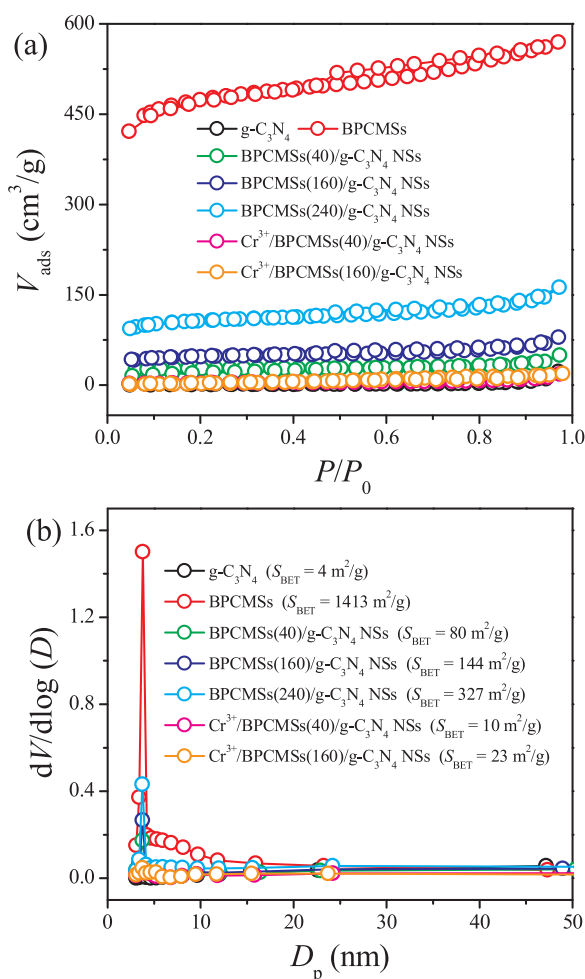 (a)
600
450
300
150
0
V_ads (cm³/g)
g-C₃N₄ BPCMSs
BPCMSs(40)/g-C₃N₄ NSs
BPCMSs(160)/g-C₃N₄ NSs
BPCMSs(240)/g-C₃N₄ NSs
Cr³⁺/BPCMSs(40)/g-C₃N₄ NSs
Cr³⁺/BPCMSs(160)/g-C₃N₄ NSs
0.0 0.2 0.4 0.6 0.8 1.0
P/P₀
(b)
1.6
1.2
0.8
0.4
0.0
dV/dlog (D)
g-C₃N₄ (S_BET = 4 m²/g)
BPCMSs (S_BET = 1413 m²/g)
BPCMSs(40)/g-C₃N₄ NSs (S_BET = 80 m²/g)
BPCMSs(160)/g-C₃N₄ NSs (S_BET = 144 m²/g)
BPCMSs(240)/g-C₃N₄ NSs (S_BET = 327 m²/g)
Cr³⁺/BPCMSs(40)/g-C₃N₄ NSs (S_BET = 10 m²/g)
Cr³⁺/BPCMSs(160)/g-C₃N₄ NSs (S_BET = 23 m²/g)
0 10 20 30 40 50
D_p (nm)